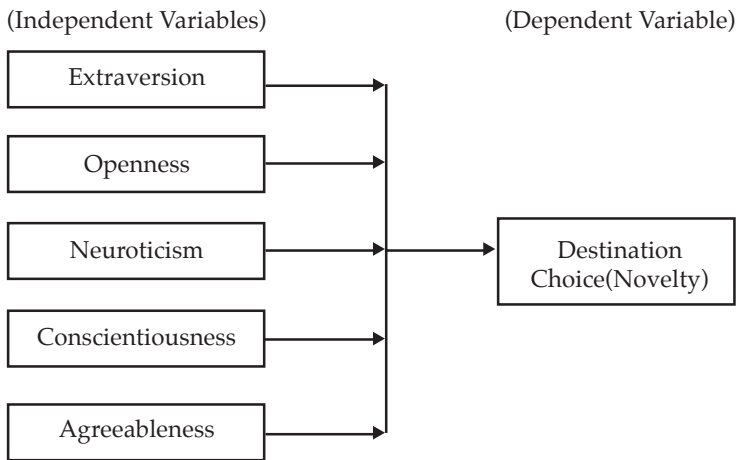 (Independent Variables)
(Dependent Variable)
Extraversion
Openness
Neuroticism
Destination
Choice(Novelty)
Conscientiousness
Agreeableness